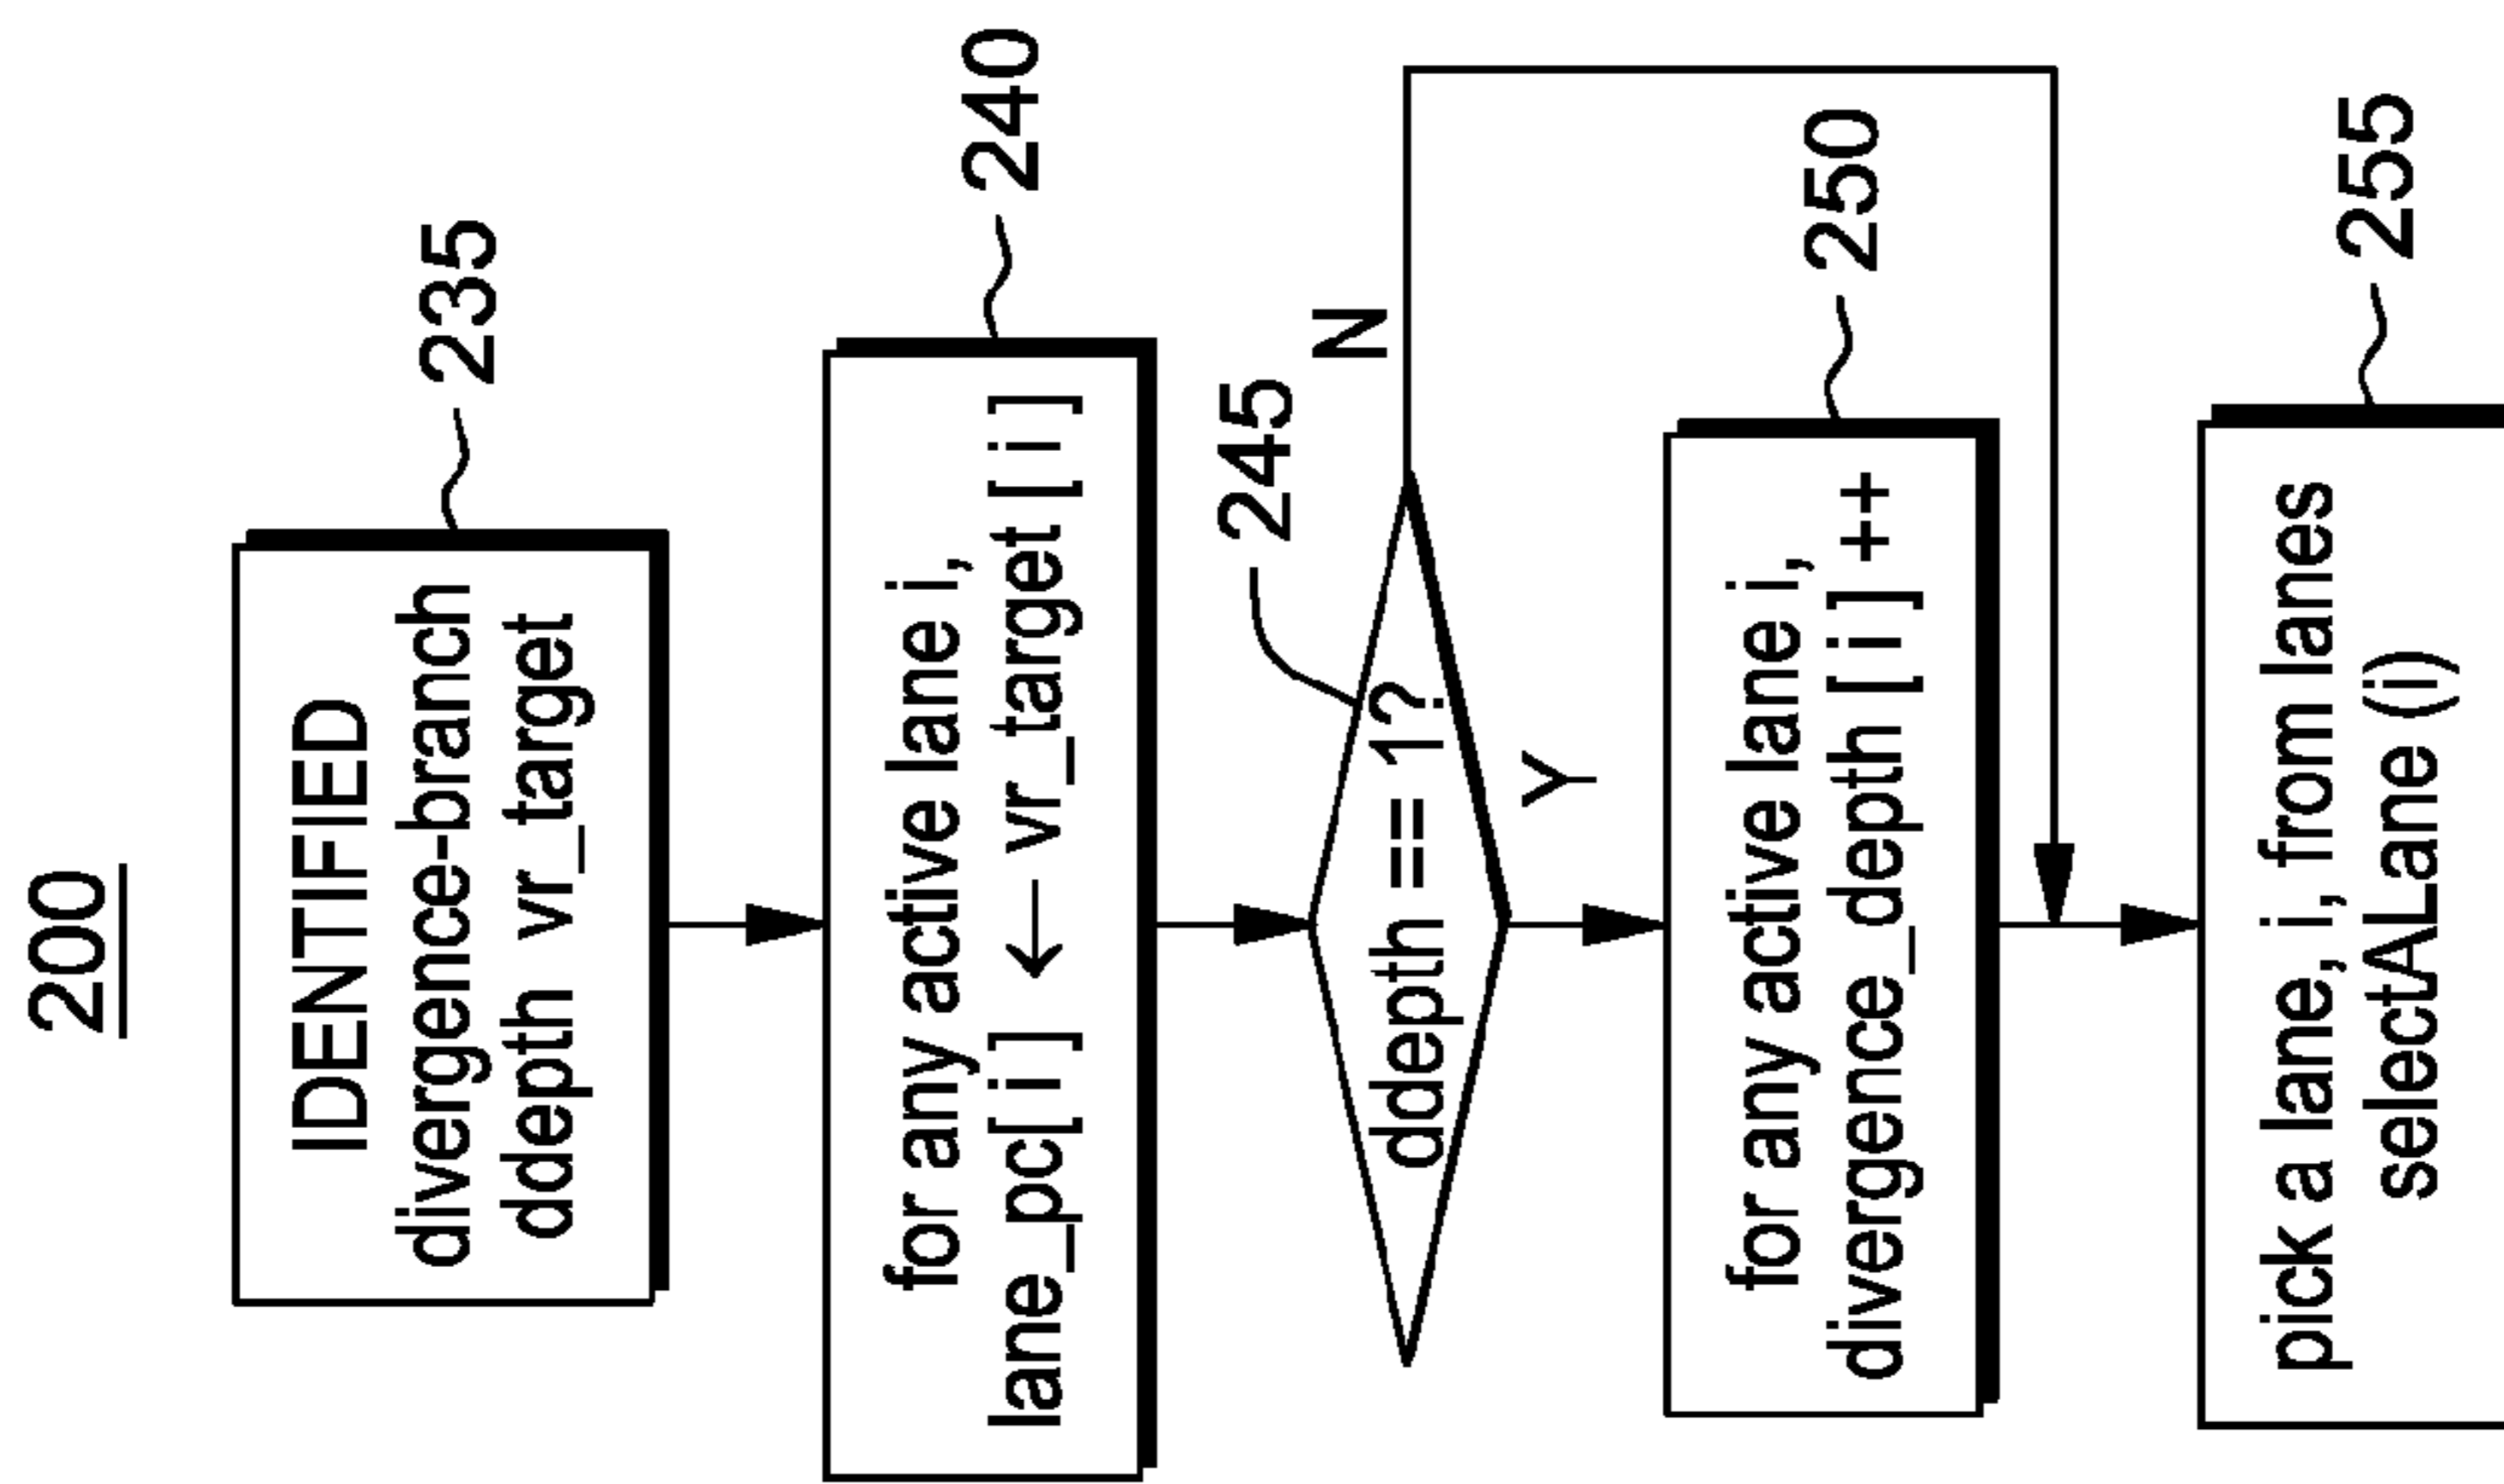 200
IDENTIFIED
divergence-branch
ddepth vr_target
235
for any active lane i,
lane_pc[ i ] ← vr_target [ i ]
240
ddepth == 1?
245
N
Y
for any active lane i,
divergence_depth [ i ] ++
250
pick a lane, i, from lanes
selectALane (i)
255